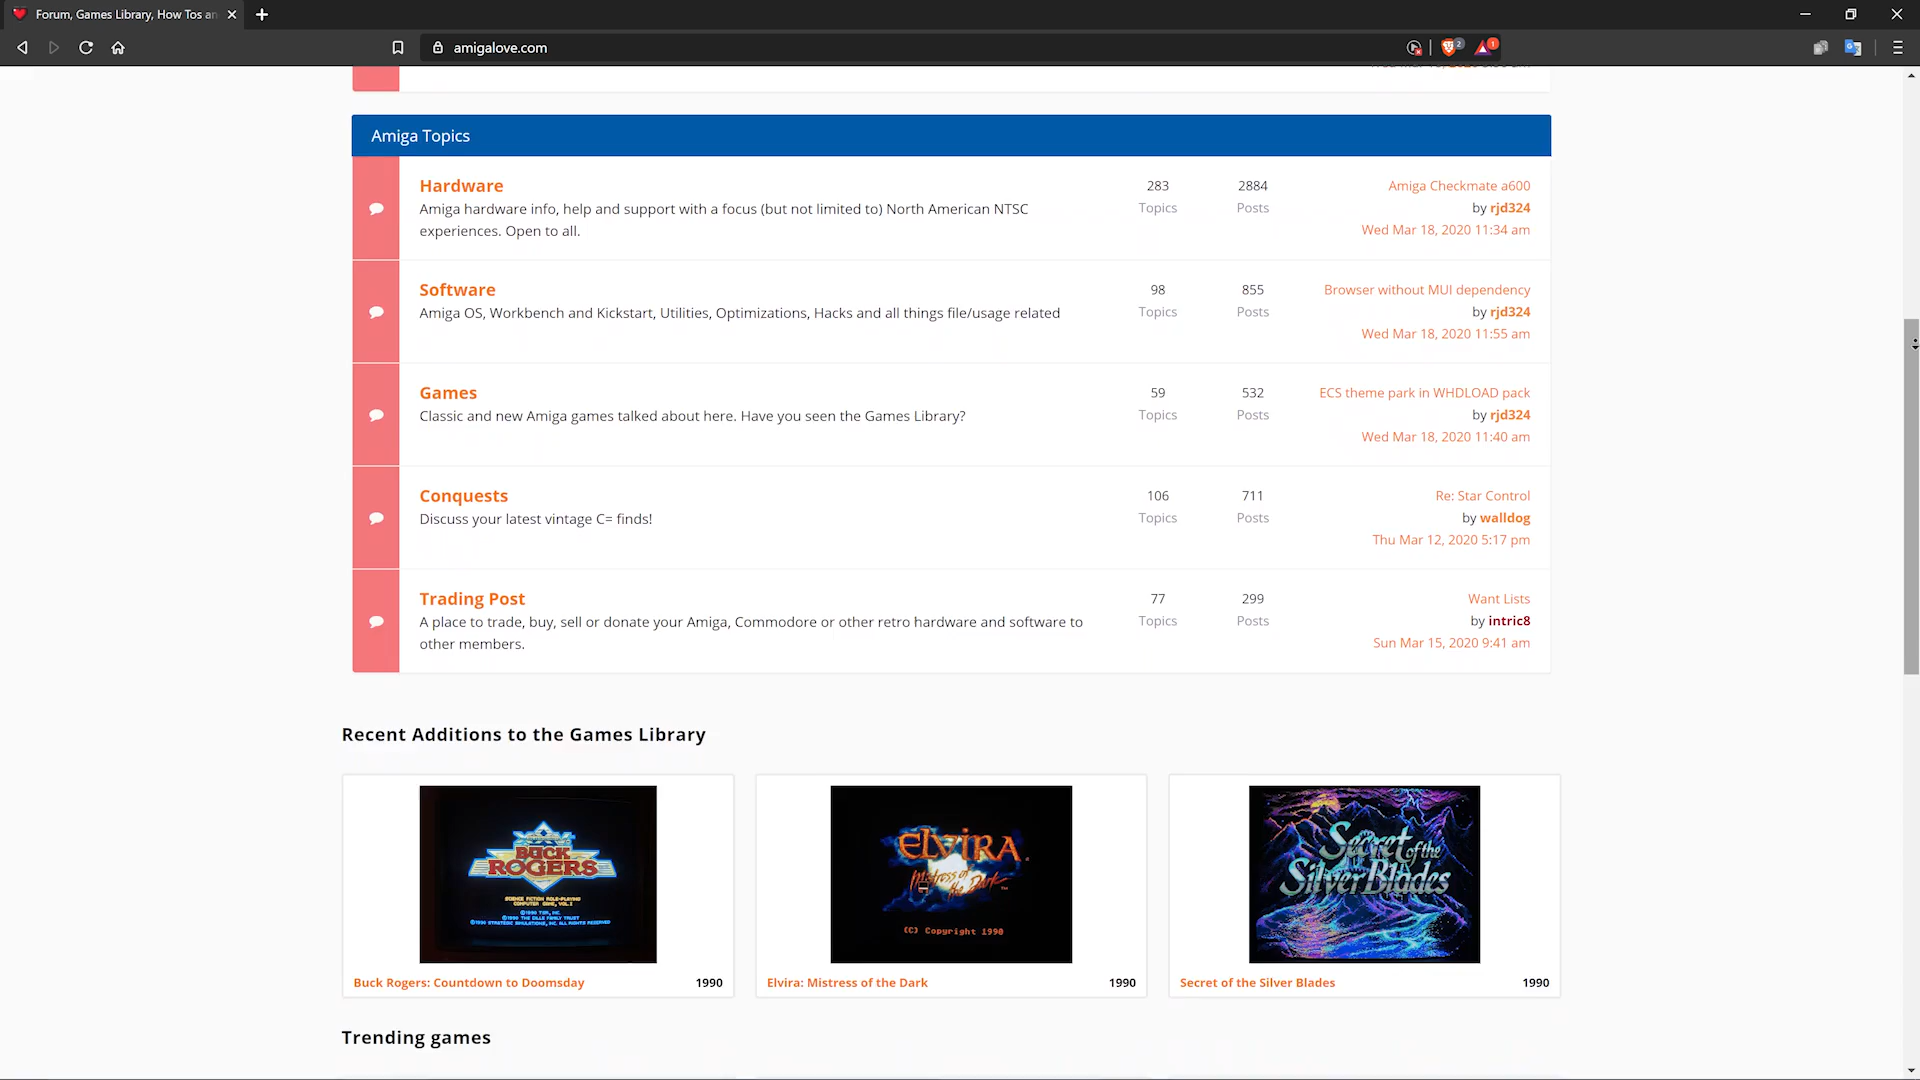 Forum, Games Library, How Tos an
amigalove.com
2
1
Amiga Topics
Hardware
Amiga hardware info, help and support with a focus (but not limited to) North American NTSC
experiences. Open to all.
283
Topics
2884
Posts
Amiga Checkmate a600
by rjd324
Wed Mar 18, 2020 11:34 am
Software
Amiga OS, Workbench and Kickstart, Utilities, Optimizations, Hacks and all things file/usage related
98
Topics
855
Posts
Browser without MUI dependency
by rjd324
Wed Mar 18, 2020 11:55 am
Games
Classic and new Amiga games talked about here. Have you seen the Games Library?
59
Topics
532
Posts
ECS theme park in WHDLOAD pack
by rjd324
Wed Mar 18, 2020 11:40 am
Conquests
Discuss your latest vintage C= finds!
106
Topics
711
Posts
Re: Star Control
by walldog
Thu Mar 12, 2020 5:17 pm
Trading Post
A place to trade, buy, sell or donate your Amiga, Commodore or other retro hardware and software to
other members.
77
Topics
299
Posts
Want Lists
by intric8
Sun Mar 15, 2020 9:41 am
Recent Additions to the Games Library
BUCK
ROGERS
SCIENCE FICTION ROLE-PLAYING
COMPUTER GAME, VOL.I
Buck Rogers: Countdown to Doomsday
1990
ELVIRA
Mistress of
the Dark
(C) Copyright 1990
Elvira: Mistress of the Dark
1990
Secret of the
Silver Blades
Secret of the Silver Blades
1990
Trending games